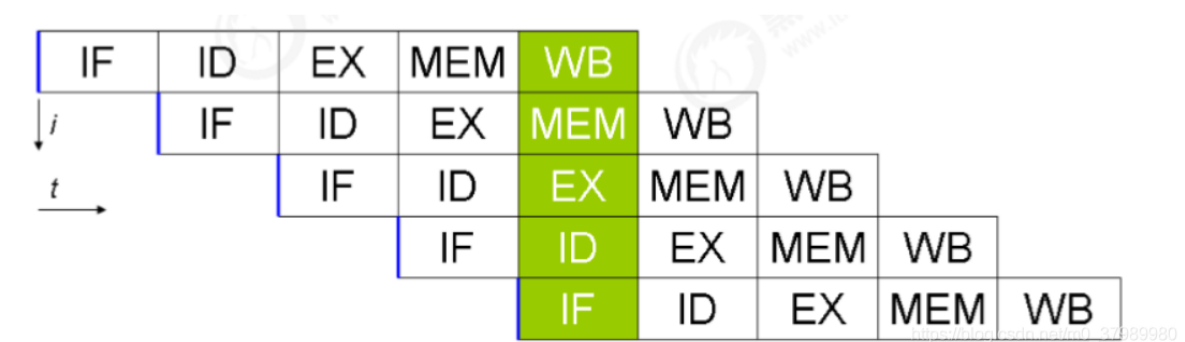 IF ID EX MEM WB
i IF ID EX MEM WB
t IF ID EX MEM WB
IF ID EX MEM WB
IF ID EX MEM WB
https://blog.csdn.net/m0_37989980